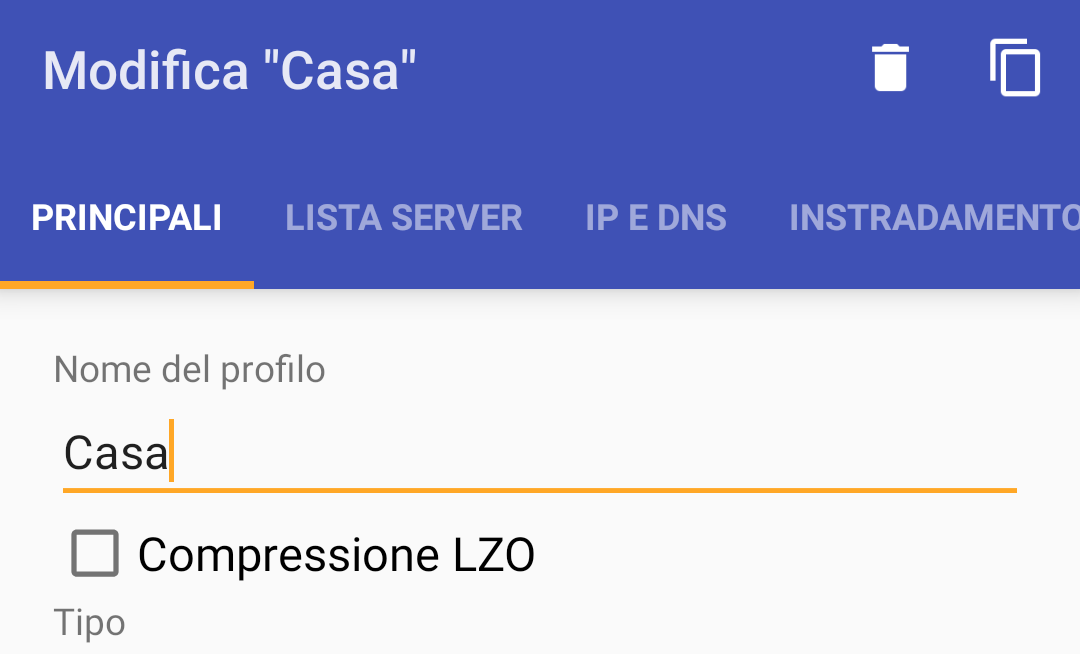 Modifica "Casa"
PRINCIPALI LISTA SERVER IP E DNS INSTRADAMENTO
Nome del profilo
Casa
Compressione LZO
Tipo